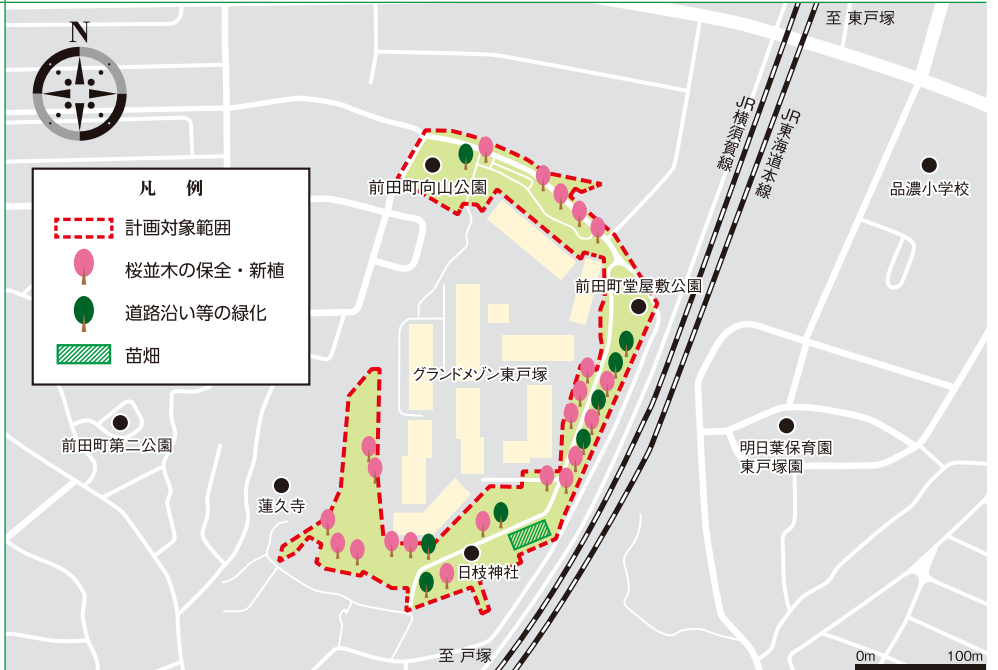 N
至 東戸塚
JR横須賀線
JR東海道本線
前田町向山公園
品濃小学校
凡 例
計画対象範囲
桜並木の保全・新植
道路沿い等の緑化
苗畑
前田町堂屋敷公園
グランドメゾン東戸塚
前田町第二公園
明日葉保育園
東戸塚園
蓮久寺
日枝神社
至 戸塚
0m 100m